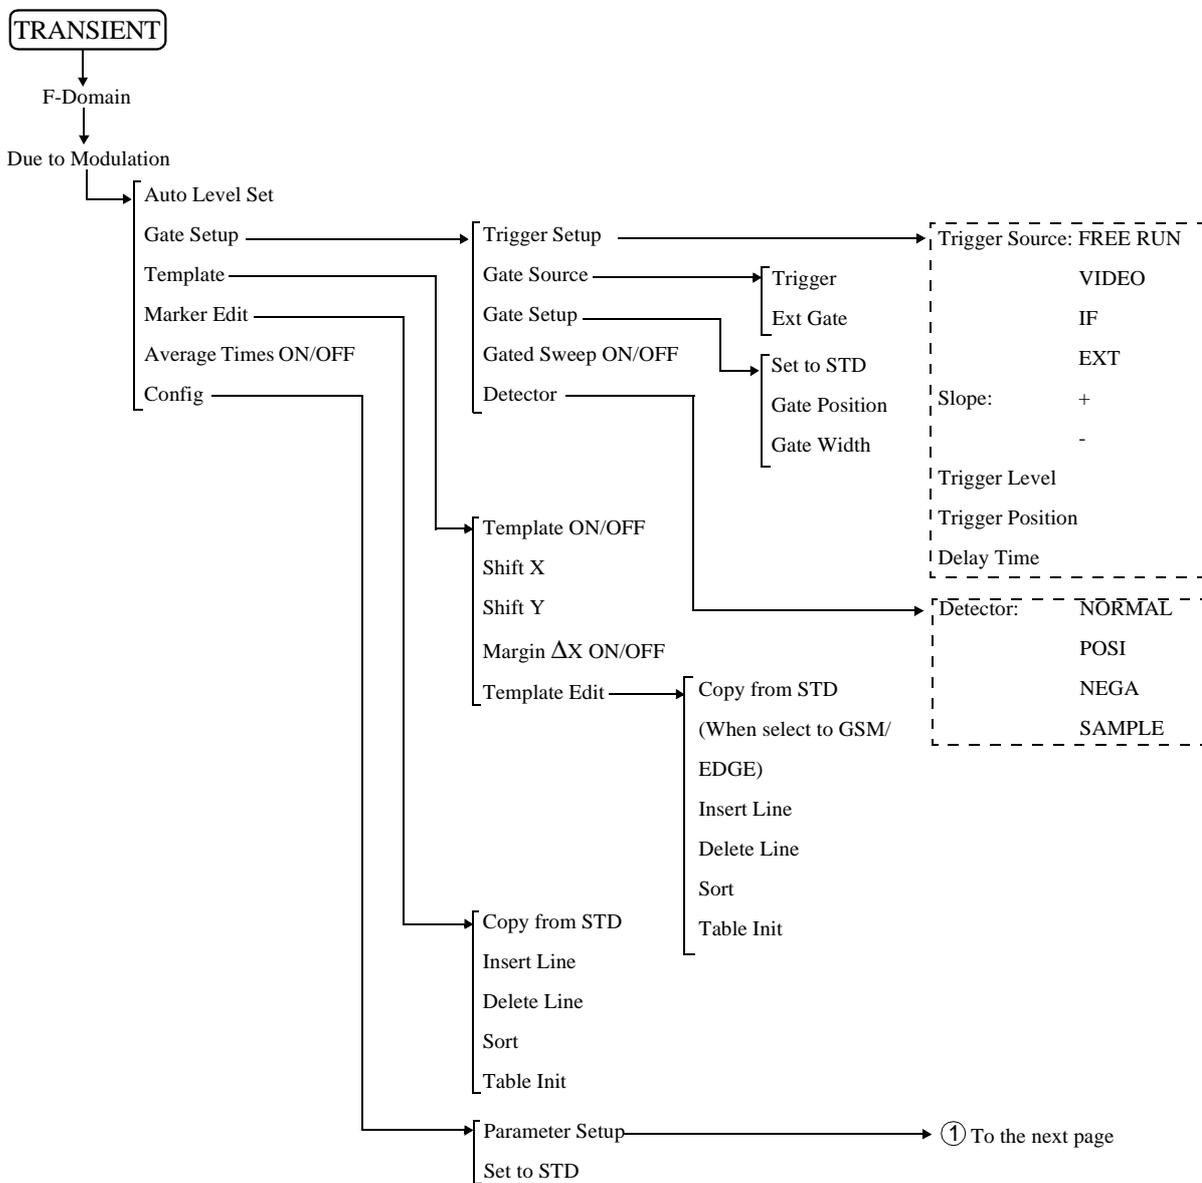 TRANSIENT
F-Domain
Due to Modulation
Auto Level Set
Gate Setup
Template
Marker Edit
Average Times ON/OFF
Config
Trigger Setup
Gate Source
Gate Setup
Gated Sweep ON/OFF
Detector
Trigger
Ext Gate
Set to STD
Gate Position
Gate Width
Trigger Source: FREE RUN
VIDEO
IF
EXT
Slope: +
-
Trigger Level
Trigger Position
Delay Time
Detector: NORMAL
POSI
NEGA
SAMPLE
Template ON/OFF
Shift X
Shift Y
Margin ΔX ON/OFF
Template Edit
Copy from STD
(When select to GSM/
EDGE)
Insert Line
Delete Line
Sort
Table Init
Copy from STD
Insert Line
Delete Line
Sort
Table Init
Parameter Setup
Set to STD
① To the next page